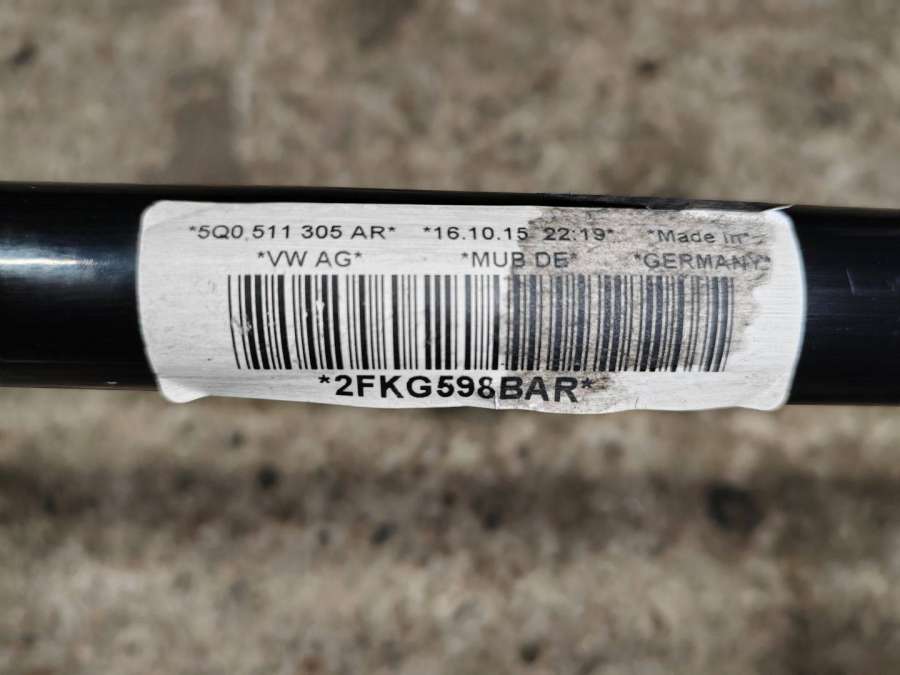 *5Q0,511 305 AR* *16.10.15 22:19* *Made in*
*VW AG* *MUB DE* *GERMANY*
*2FKG598BAR*